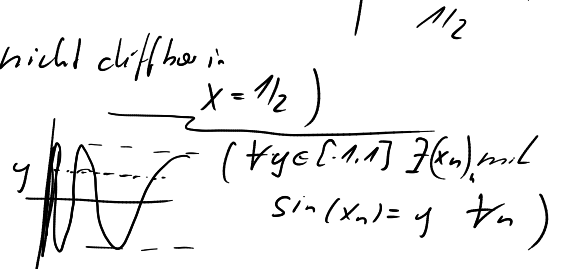 1/2
nicht diffbar in
x = 1/2 )
y
( ∀y∈[-1,1] ∃(xₙ)ₙ mit
sin(xₙ) = y ∀n )